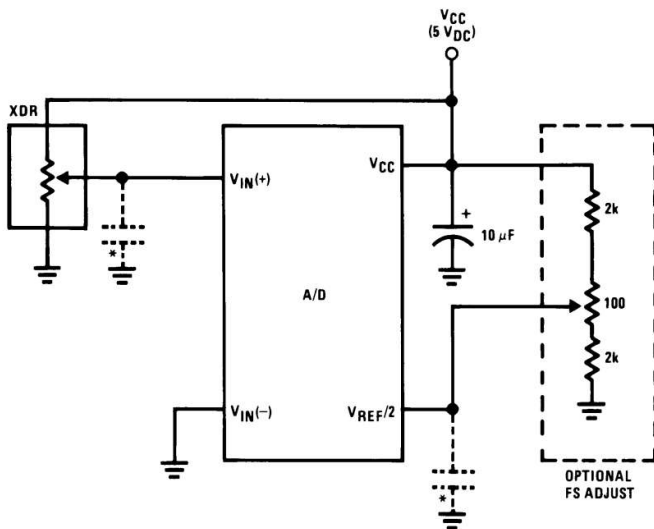 VCC
(5 VDC)
XDR
VIN(+)
VCC
2k
+
10 µF
*
A/D
100
2k
VIN(−)
VREF/2
*
OPTIONAL
FS ADJUST